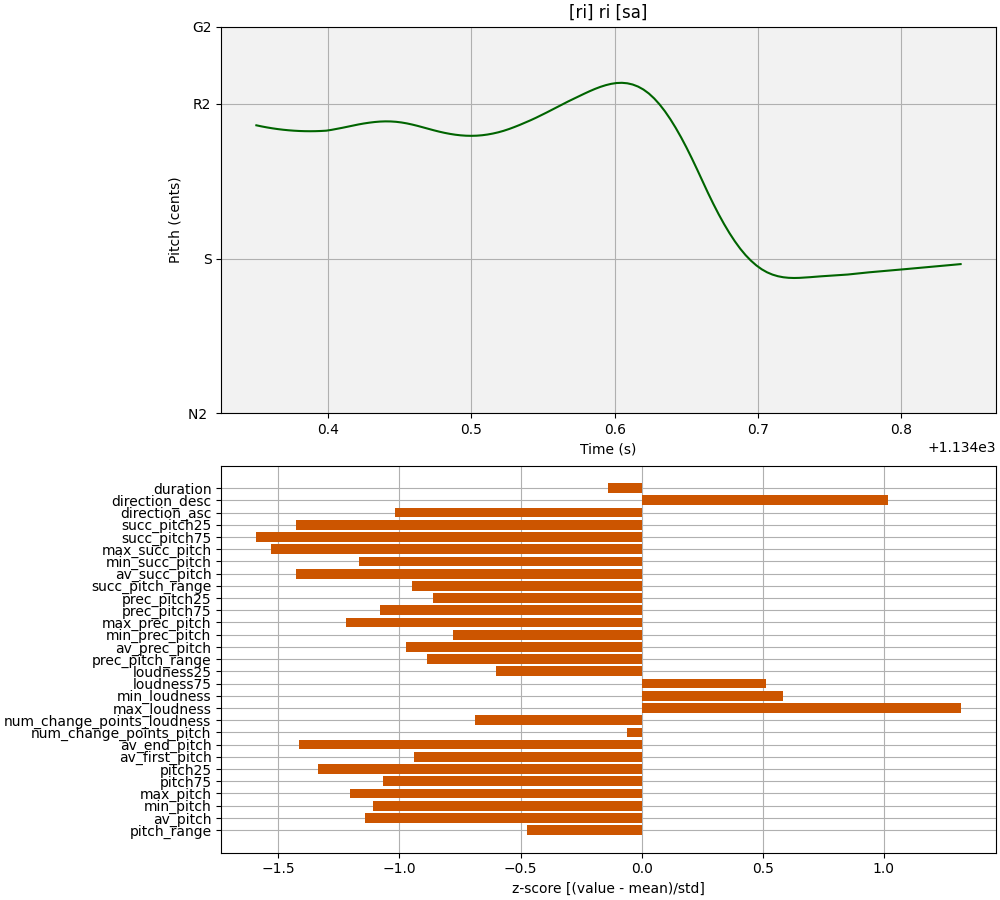 [ri] ri [sa]
G2
R2
S
N2
Pitch (cents)
0.4 0.5 0.6 0.7 0.8
Time (s)
+1.134e3
duration
direction_desc
direction_asc
succ_pitch25
succ_pitch75
max_succ_pitch
min_succ_pitch
av_succ_pitch
succ_pitch_range
prec_pitch25
prec_pitch75
max_prec_pitch
min_prec_pitch
av_prec_pitch
prec_pitch_range
loudness25
loudness75
min_loudness
max_loudness
num_change_points_loudness
num_change_points_pitch
av_end_pitch
av_first_pitch
pitch25
pitch75
max_pitch
min_pitch
av_pitch
pitch_range
−1.5 −1.0 −0.5 0.0 0.5 1.0
z-score [(value - mean)/std]